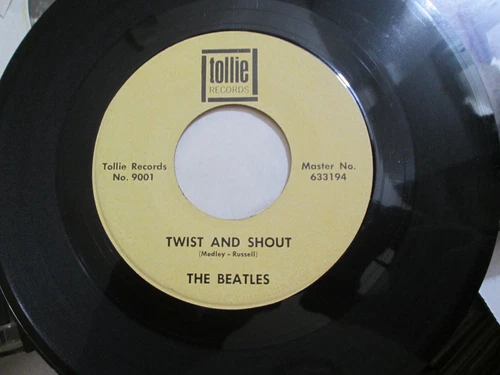 tollie
RECORDS
Tollie Records
No. 9001
Master No.
633194
TWIST AND SHOUT
(Medley - Russell)
THE BEATLES